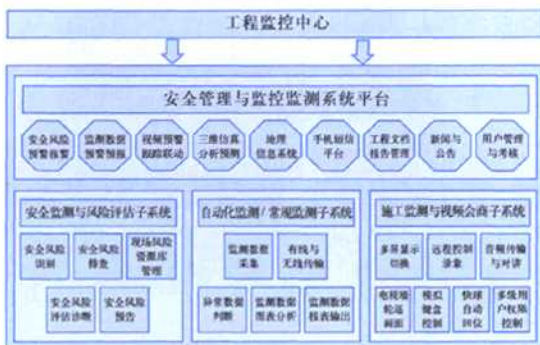 工程监控中心
安全管理与监控监测系统平台
安全风险
预警报警
监测数据
预警预报
视频预警
跟踪联动
三维仿真
分析预测
地理
信息系统
手机短信
平台
工程文档
报告管理
新闻与
公告
用户管理
与考核
安全监测与风险评估子系统
安全风险
识别
安全风险
排查
现场风险
资源库
管理
安全风险
评估诊断
安全风险
预告
自动化监测/常规监测子系统
监测数据
采集
有线与
无线传输
异常数据
判断
监测数据
图表分析
监测数据
报表输出
施工监测与视频会商子系统
多屏显示
切换
远程控制
录象
音频传输
与对讲
电视墙
轮巡
画面
模拟
键盘
控制
快球
自动
回位
多级用
户权限
控制